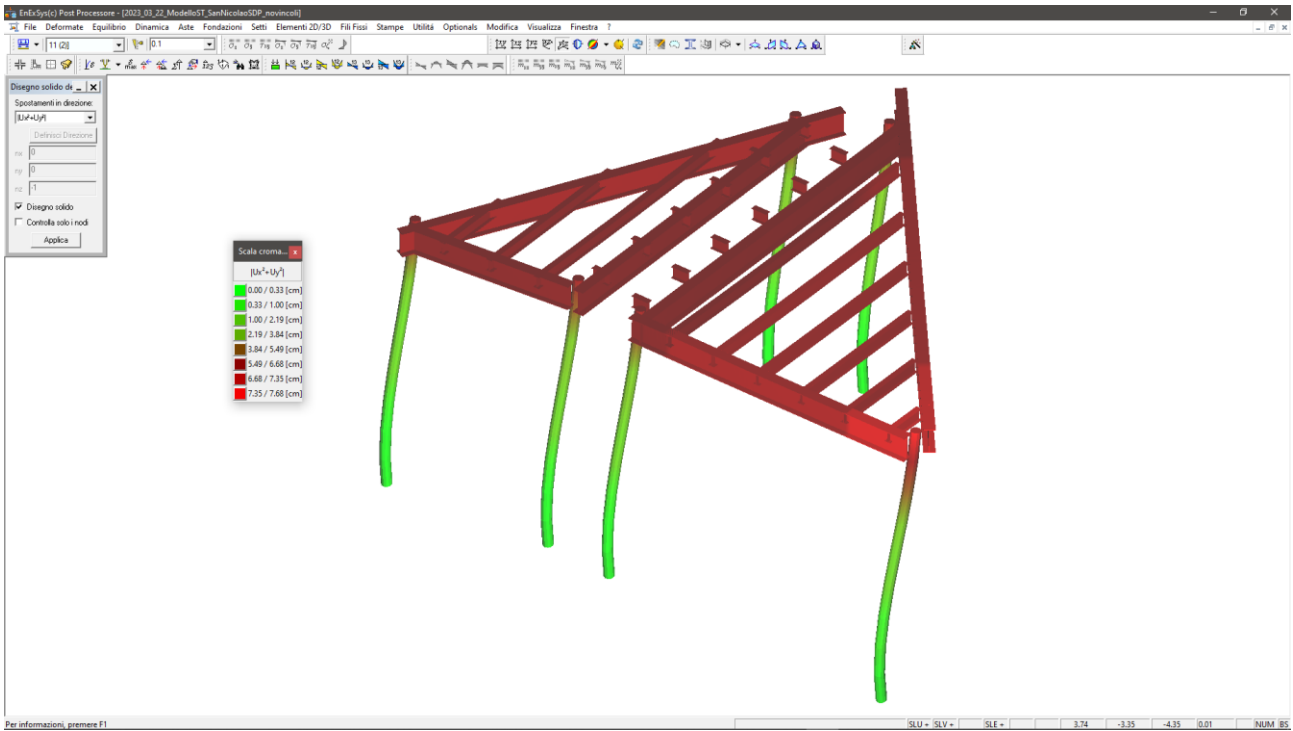 EnExSys(c) Post Processore - [2023_03_22_ModelloST_SanNicolaoSDP_novincoli]
File Deformate Equilibrio Dinamica Aste Fondazioni Setti Elementi 2D/3D Fili Fissi Stampe Utilità Optionals Modifica Visualizza Finestra ?
11 (2) 0.1
Disegno solido de
Spostamenti in direzione:
|Ux²+Uy²|
Definisci Direzione
nx 0
ny 0
nz -1
Disegno solido
Controlla solo i nodi
Applica
Scala croma...
|Ux²+Uy²|
0.00 / 0.33 [cm]
0.33 / 1.00 [cm]
1.00 / 2.19 [cm]
2.19 / 3.84 [cm]
3.84 / 5.49 [cm]
5.49 / 6.68 [cm]
6.68 / 7.35 [cm]
7.35 / 7.68 [cm]
Per informazioni, premere F1 SLU + SLV + SLE + 3.74 -3.35 -4.35 0.01 NUM BS